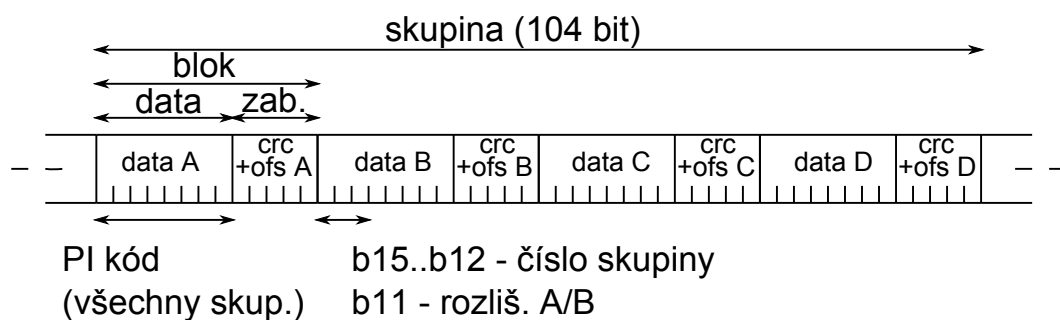 skupina (104 bit)
blok
data zab.
data A crc +ofs A data B crc +ofs B data C crc +ofs C data D crc +ofs D
PI kód b15..b12 - číslo skupiny
(všechny skup.) b11 - rozliš. A/B